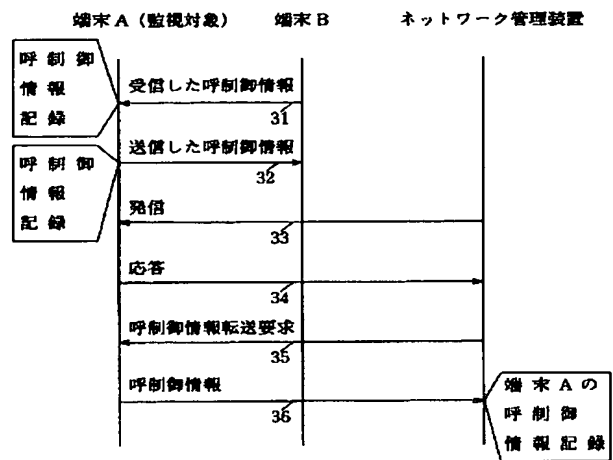 端末A(監視対象) 端末B ネットワーク管理装置
呼制御
情報
記録
受信した呼制御情報
31
送信した呼制御情報
32
呼制御
情報
記録
発信
33
応答
34
呼制御情報転送要求
35
呼制御情報
36
端末Aの
呼制御
情報記録